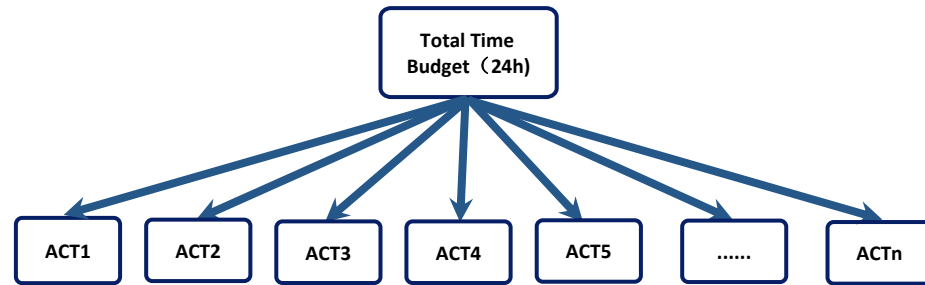 Total Time
Budget（24h)
ACT1
ACT2
ACT3
ACT4
ACT5
......
ACTn